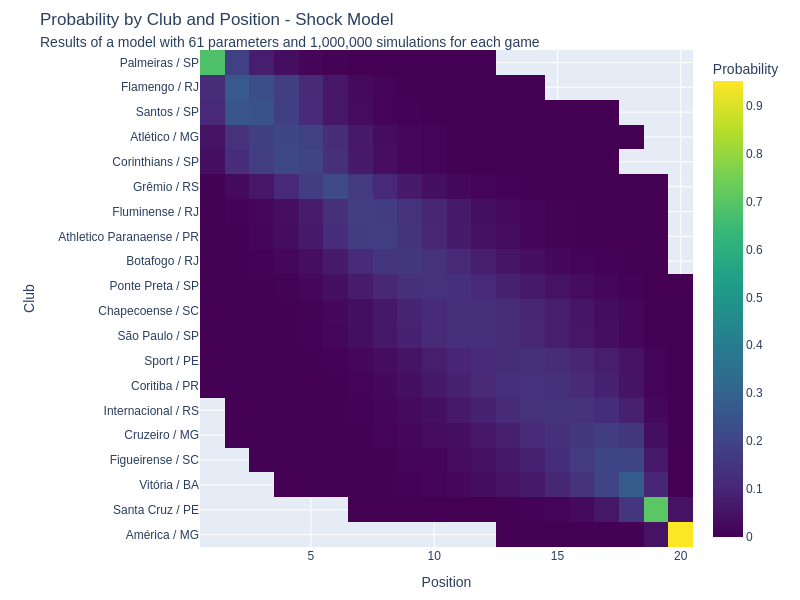 Probability by Club and Position - Shock Model
Results of a model with 61 parameters and 1,000,000 simulations for each game
Probability
Club
Palmeiras / SP
Flamengo / RJ
Santos / SP
Atlético / MG
Corinthians / SP
Grêmio / RS
Fluminense / RJ
Athletico Paranaense / PR
Botafogo / RJ
Ponte Preta / SP
Chapecoense / SC
São Paulo / SP
Sport / PE
Coritiba / PR
Internacional / RS
Cruzeiro / MG
Figueirense / SC
Vitória / BA
Santa Cruz / PE
América / MG
0.9
0.8
0.7
0.6
0.5
0.4
0.3
0.2
0.1
0
5
10
15
20
Position